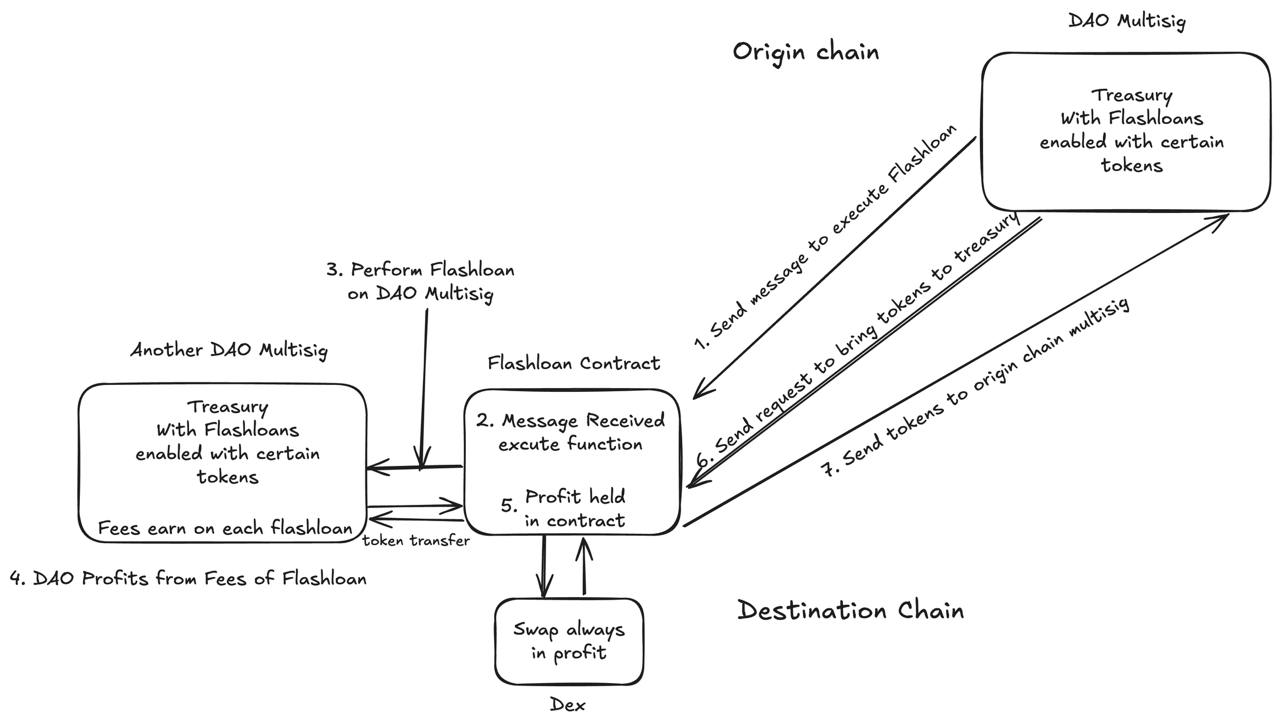 DAO Multisig
Origin chain
Treasury
With Flashloans
enabled with certain
tokens
1. Send message to execute Flashloan
6. Send request to bring tokens to treasury
7. Send tokens to origin chain multisig
3. Perform Flashloan
on DAO Multisig
Another DAO Multisig
Treasury
With Flashloans
enabled with certain
tokens
Fees earn on each flashloan
4. DAO Profits from Fees of Flashloan
token transfer
Flashloan Contract
2. Message Received
excute function
5. Profit held
in contract
Swap always
in profit
Dex
Destination Chain